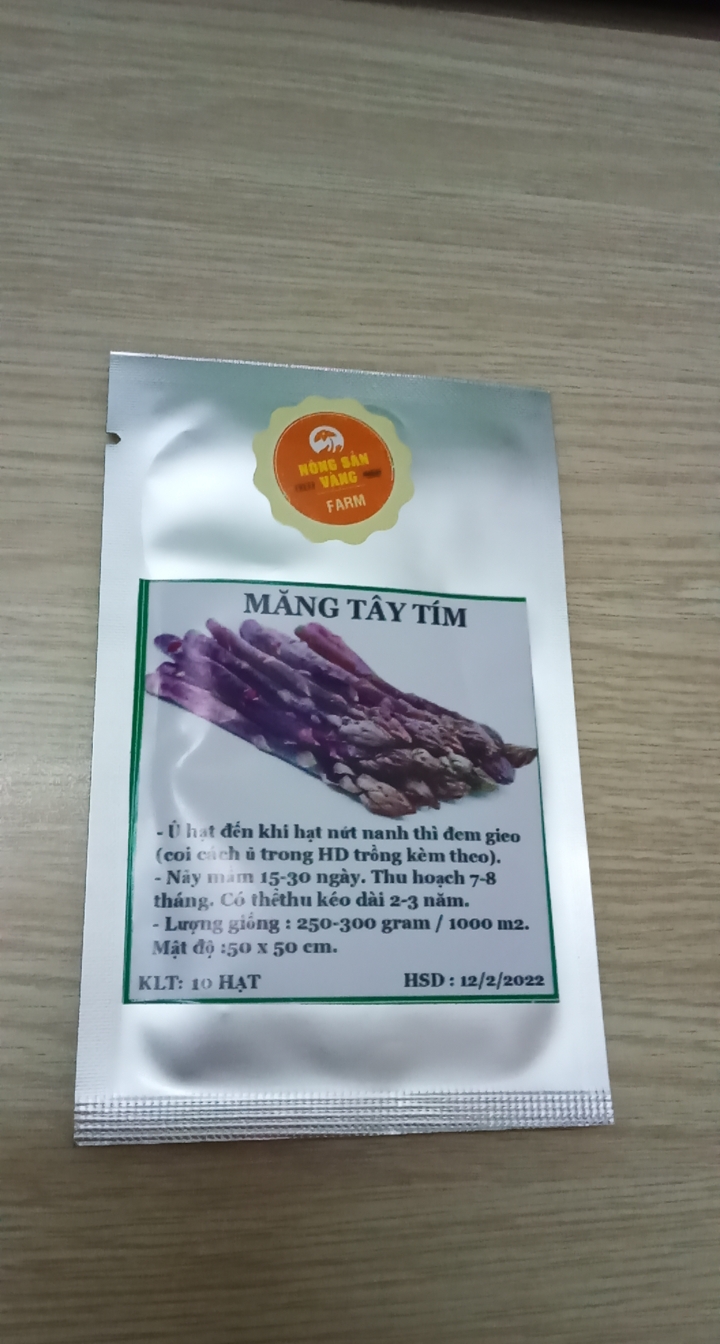 NÔNG SẢN
VÀNG
FARM
MĂNG TÂY TÍM
- Ủ hạt đến khi hạt nứt nanh thì đem gieo
(coi cách ủ trong HD trồng kèm theo).
- Nảy mầm 15-30 ngày. Thu hoạch 7-8
tháng. Có thểthu kéo dài 2-3 năm.
- Lượng giống : 250-300 gram / 1000 m2.
Mật độ :50 x 50 cm.
KLT: 10 HẠT
HSD : 12/2/2022